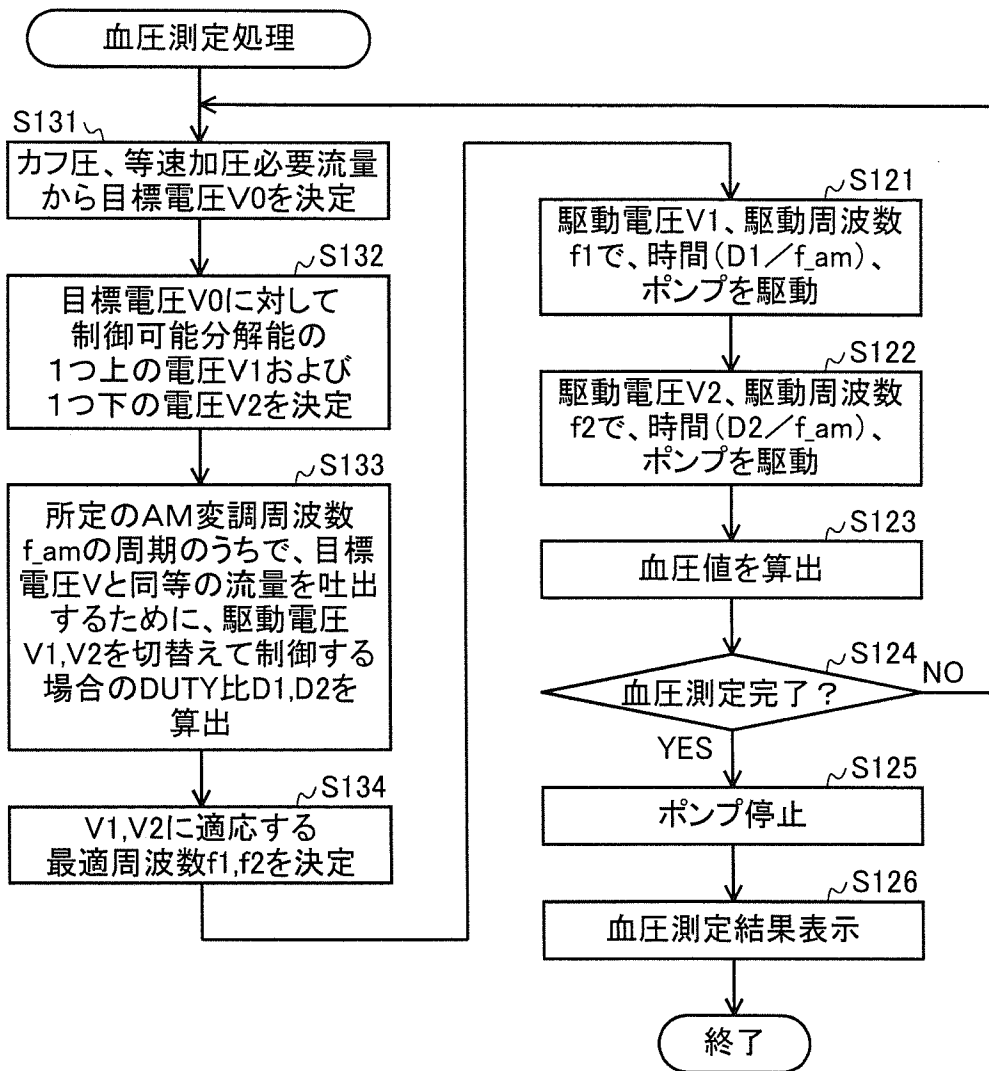 血圧測定処理
S131
カフ圧、等速加圧必要流量
から目標電圧V0を決定
S132
目標電圧V0に対して
制御可能分解能の
1つ上の電圧V1および
1つ下の電圧V2を決定
S133
所定のAM変調周波数
f_amの周期のうちで、目標
電圧Vと同等の流量を吐出
するために、駆動電圧
V1,V2を切替えて制御する
場合のDUTY比D1,D2を
算出
S134
V1,V2に適応する
最適周波数f1,f2を決定
S121
駆動電圧V1、駆動周波数
f1で、時間(D1／f_am)、
ポンプを駆動
S122
駆動電圧V2、駆動周波数
f2で、時間(D2／f_am)、
ポンプを駆動
S123
血圧値を算出
S124
血圧測定完了？
NO
YES
S125
ポンプ停止
S126
血圧測定結果表示
終了